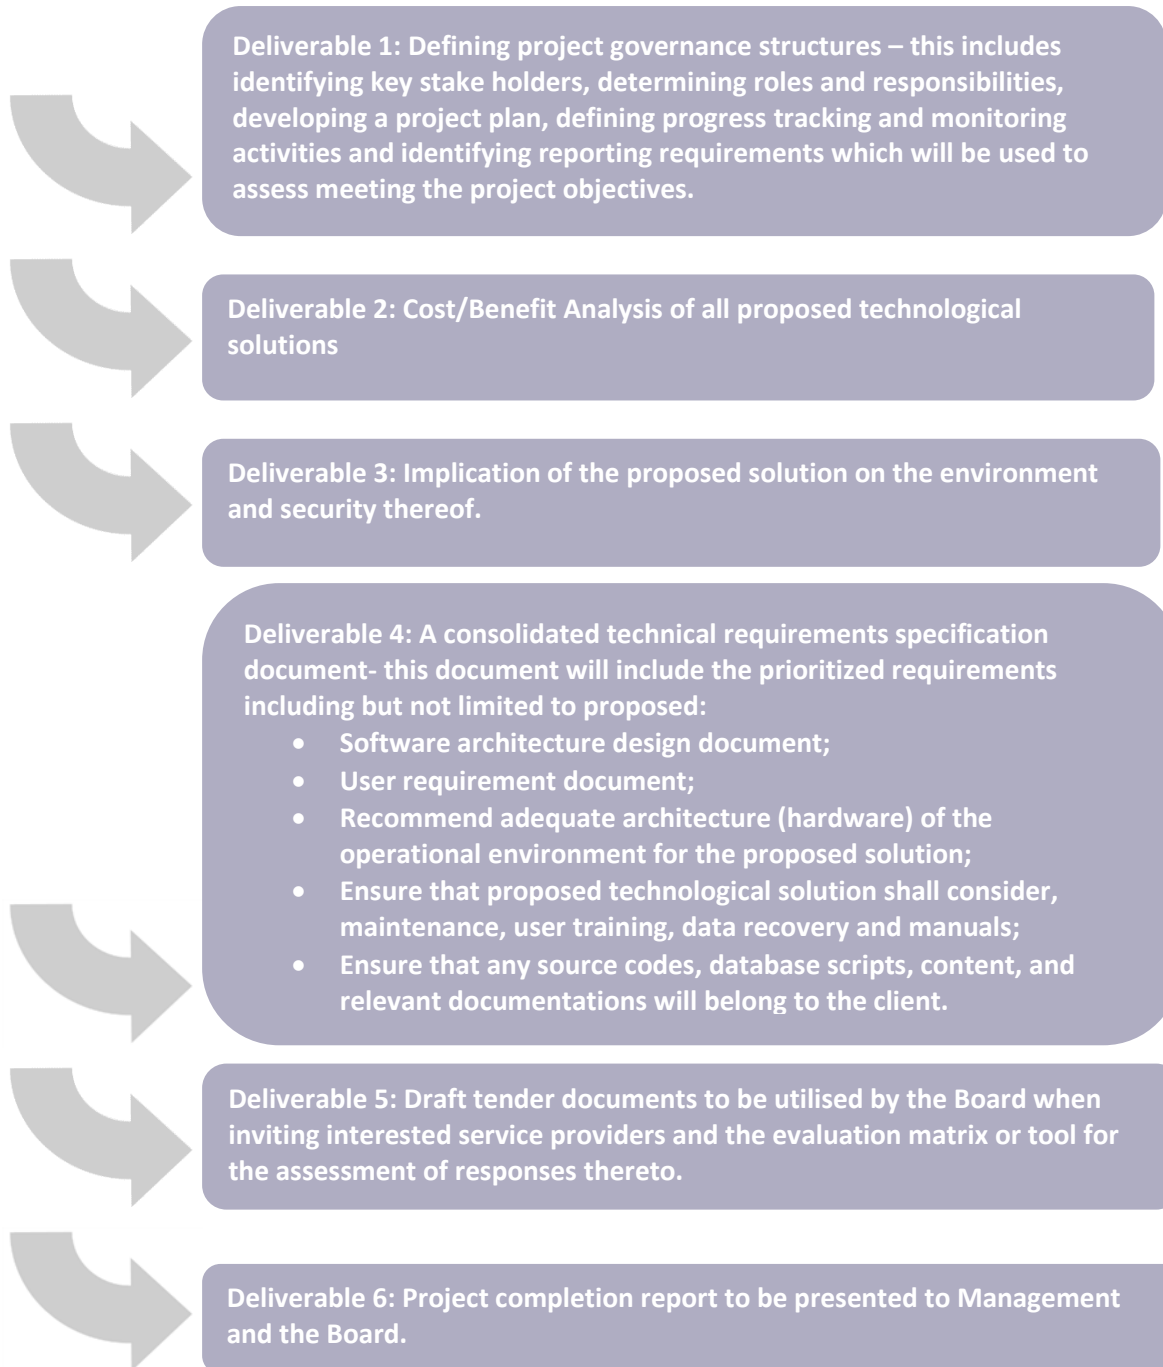 Deliverable 1: Defining project governance structures – this includes
identifying key stake holders, determining roles and responsibilities,
developing a project plan, defining progress tracking and monitoring
activities and identifying reporting requirements which will be used to
assess meeting the project objectives.
Deliverable 2: Cost/Benefit Analysis of all proposed technological
solutions
Deliverable 3: Implication of the proposed solution on the environment
and security thereof.
Deliverable 4: A consolidated technical requirements specification
document- this document will include the prioritized requirements
including but not limited to proposed:
• Software architecture design document;
• User requirement document;
• Recommend adequate architecture (hardware) of the
operational environment for the proposed solution;
• Ensure that proposed technological solution shall consider,
maintenance, user training, data recovery and manuals;
• Ensure that any source codes, database scripts, content, and
relevant documentations will belong to the client.
Deliverable 5: Draft tender documents to be utilised by the Board when
inviting interested service providers and the evaluation matrix or tool for
the assessment of responses thereto.
Deliverable 6: Project completion report to be presented to Management
and the Board.